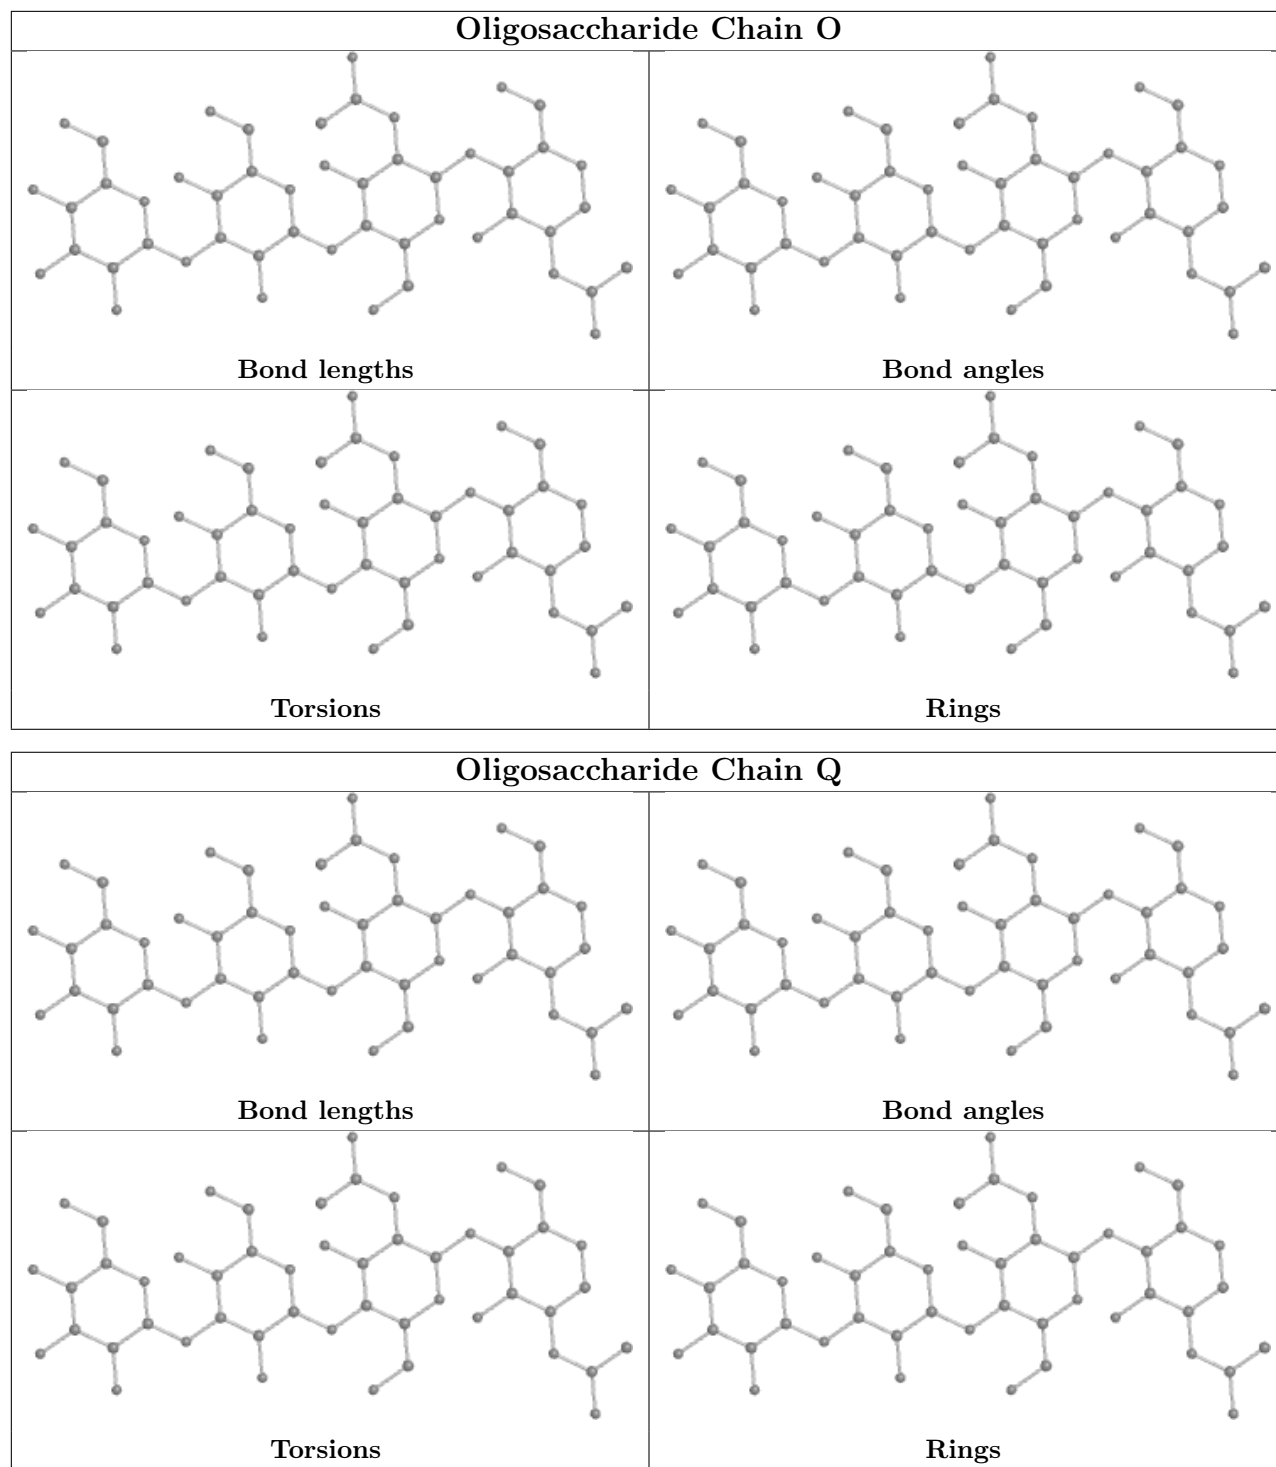 Oligosaccharide Chain O
Bond lengths
Bond angles
Torsions
Rings
Oligosaccharide Chain Q
Bond lengths
Bond angles
Torsions
Rings